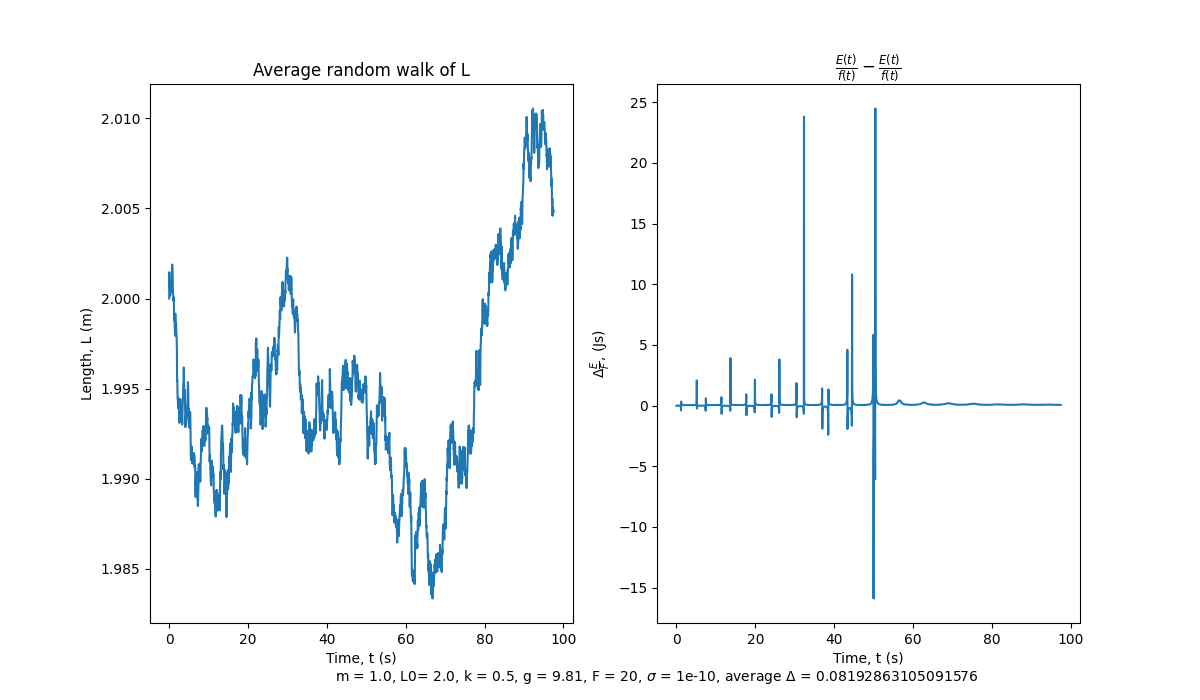 Average random walk of L
2.010
2.005
2.000
1.995
1.990
1.985
Length, L (m)
0 20 40 60 80 100
Time, t (s)
E(t)/f(t) − E(t)/f(t)
25
20
15
10
5
0
−5
−10
−15
Δ E/F, (Js)
0 20 40 60 80 100
Time, t (s)
m = 1.0, L0= 2.0, k = 0.5, g = 9.81, F = 20, σ = 1e-10, average Δ = 0.08192863105091576